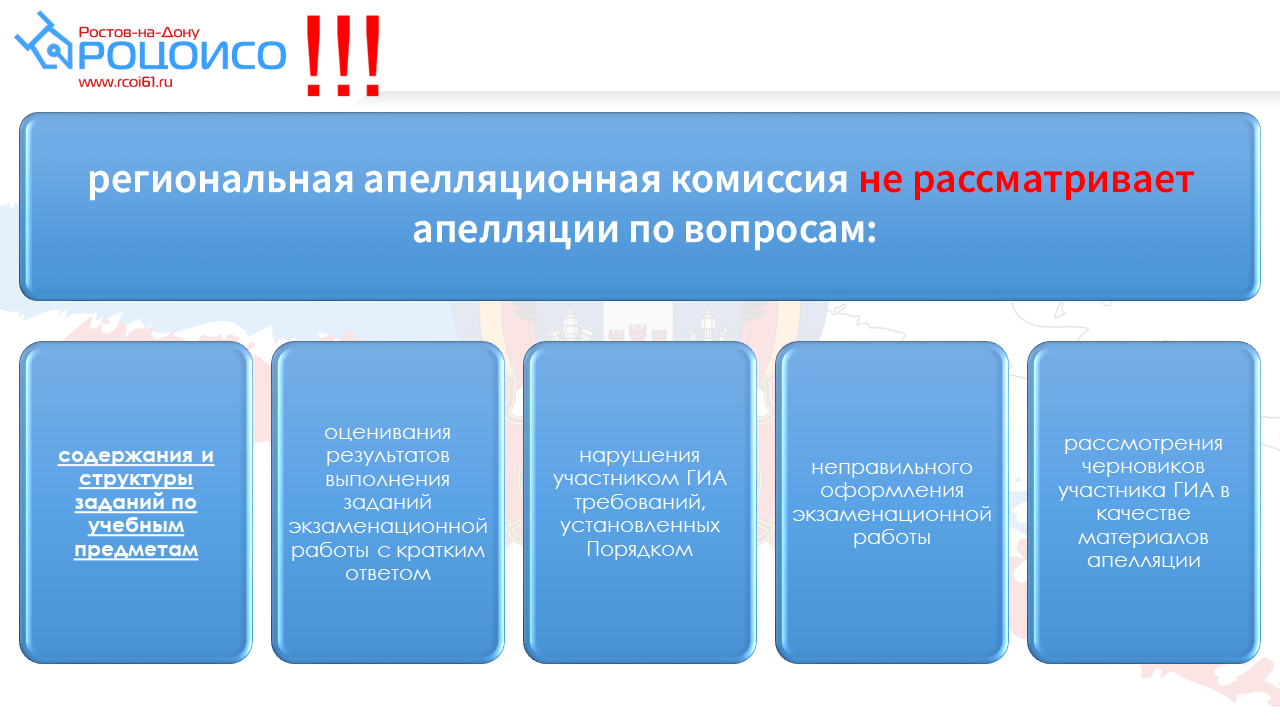 Ростов-на-Дону
РОЦОИСО
www.rcoi61.ru
!!!
региональная апелляционная комиссия не рассматривает
апелляции по вопросам:
содержания и
структуры
заданий по
учебным
предметам
оценивания
результатов
выполнения
заданий
экзаменационной
работы с кратким
ответом
нарушения
участником ГИА
требований,
установленных
Порядком
неправильного
оформления
экзаменационной
работы
рассмотрения
черновиков
участника ГИА в
качестве
материалов
апелляции